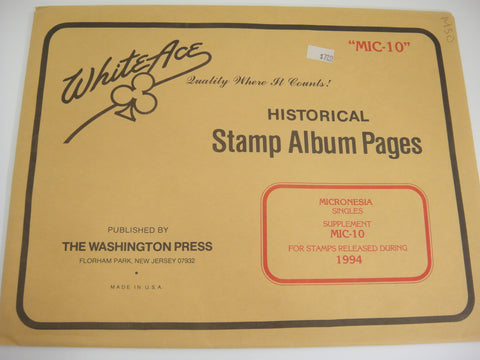 "MIC-10"
White Ace
Quality Where It Counts!
HISTORICAL
Stamp Album Pages
MICRONESIA
SINGLES
SUPPLEMENT
MIC-10
FOR STAMPS RELEASED DURING
1994
PUBLISHED BY
THE WASHINGTON PRESS
FLORHAM PARK, NEW JERSEY 07932
MADE IN U.S.A.